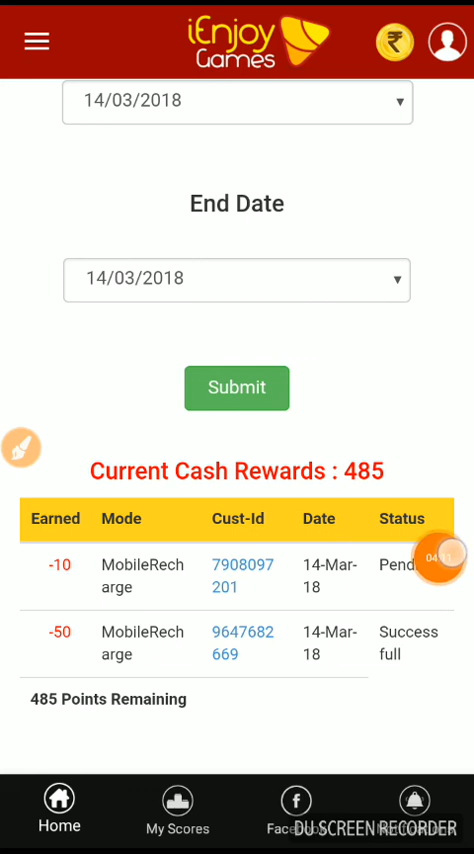 iEnjoy
Games
14/03/2018
End Date
14/03/2018
Submit
Current Cash Rewards : 485
Earned Mode Cust-Id Date Status
-10 MobileRech 7908097 14-Mar-
arge 201 18
-50 MobileRech 9647682 14-Mar- Success
arge 669 18 full
485 Points Remaining
Home My Scores
DU SCREEN RECORDER